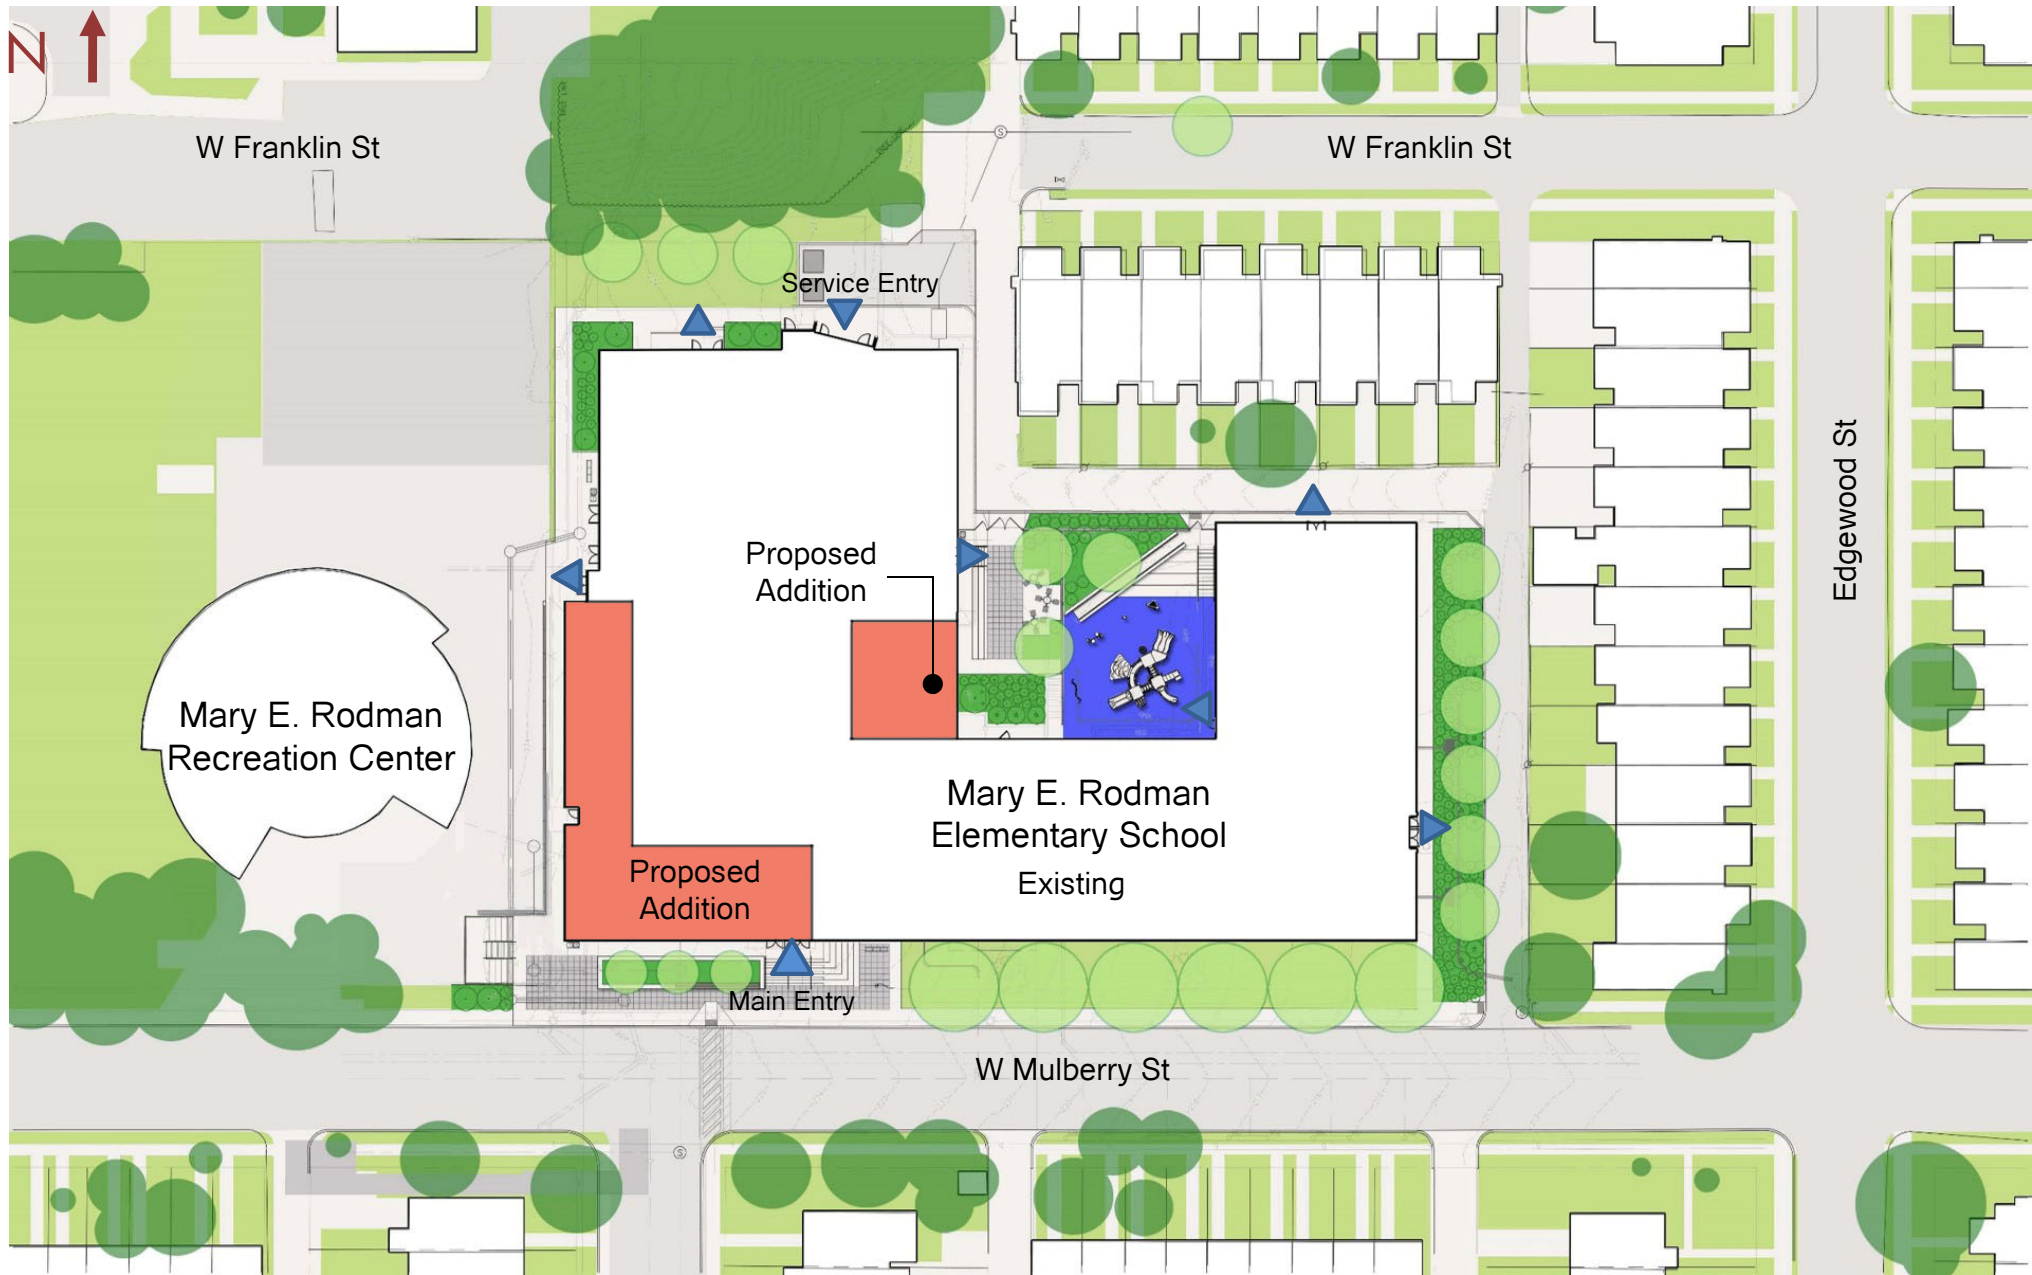 N
W Franklin St
W Franklin St
Service Entry
Edgewood St
Proposed
Addition
Mary E. Rodman
Recreation Center
Mary E. Rodman
Elementary School
Existing
Proposed
Addition
Main Entry
W Mulberry St
S
S